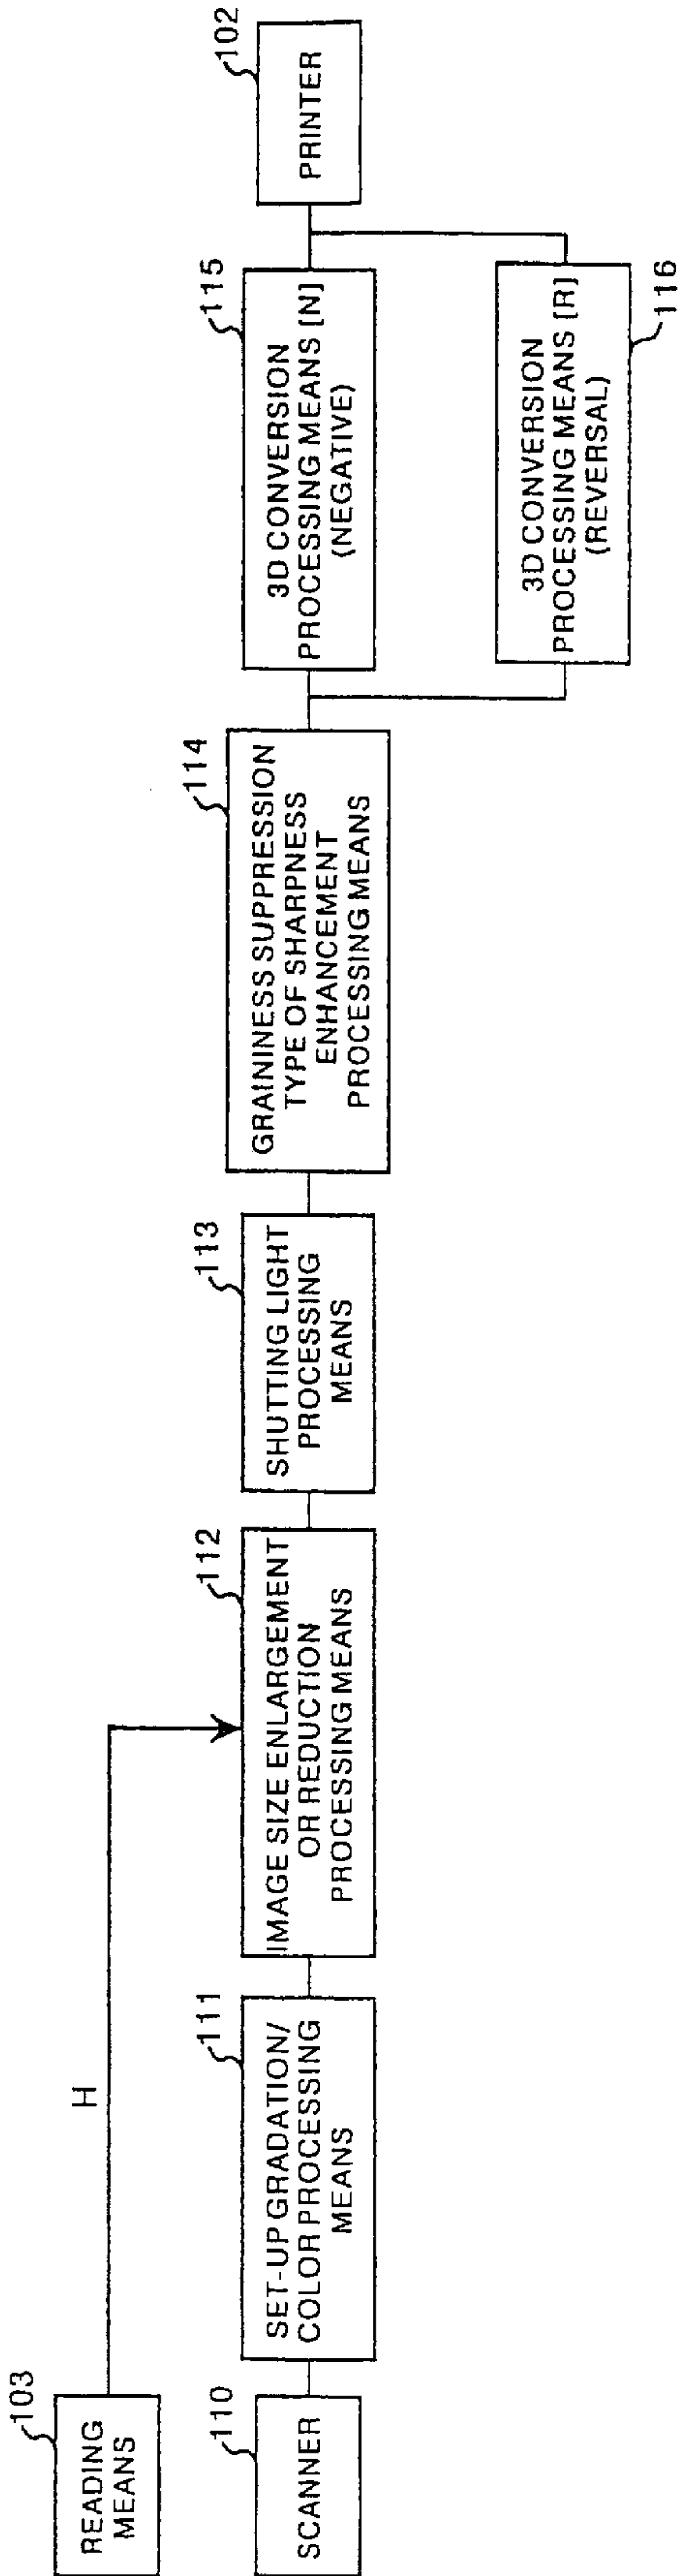 103
READING
MEANS
H
110
SCANNER
111
SET-UP GRADATION/
COLOR PROCESSING
MEANS
112
IMAGE SIZE ENLARGEMENT
OR REDUCTION
PROCESSING MEANS
113
SHUTTING LIGHT
PROCESSING
MEANS
114
GRAININESS SUPPRESSION
TYPE OF SHARPNESS
ENHANCEMENT
PROCESSING MEANS
115
3D CONVERSION
PROCESSING MEANS [N]
(NEGATIVE)
3D CONVERSION
PROCESSING MEANS [R]
(REVERSAL)
116
102
PRINTER